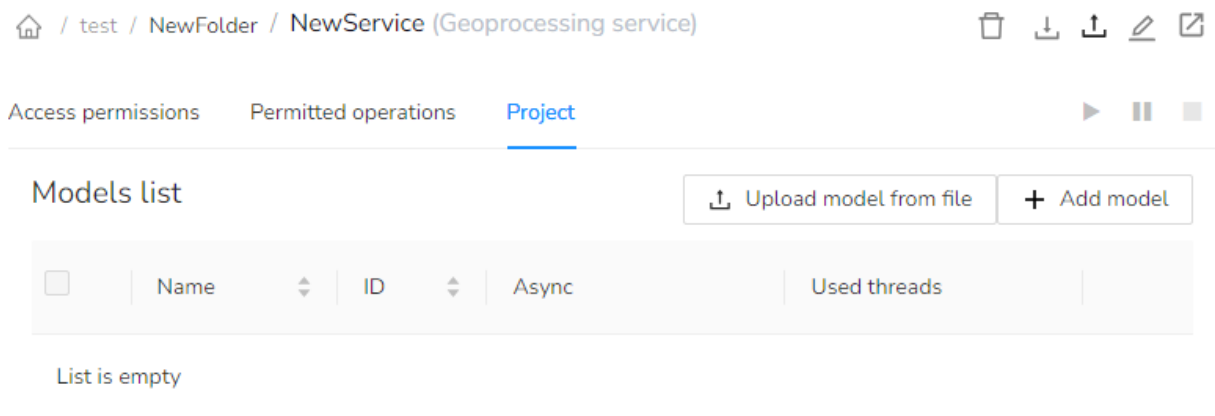 / test / NewFolder / NewService (Geoprocessing service)
Access permissions Permitted operations Project
Models list
Upload model from file + Add model
Name ID Async Used threads
List is empty